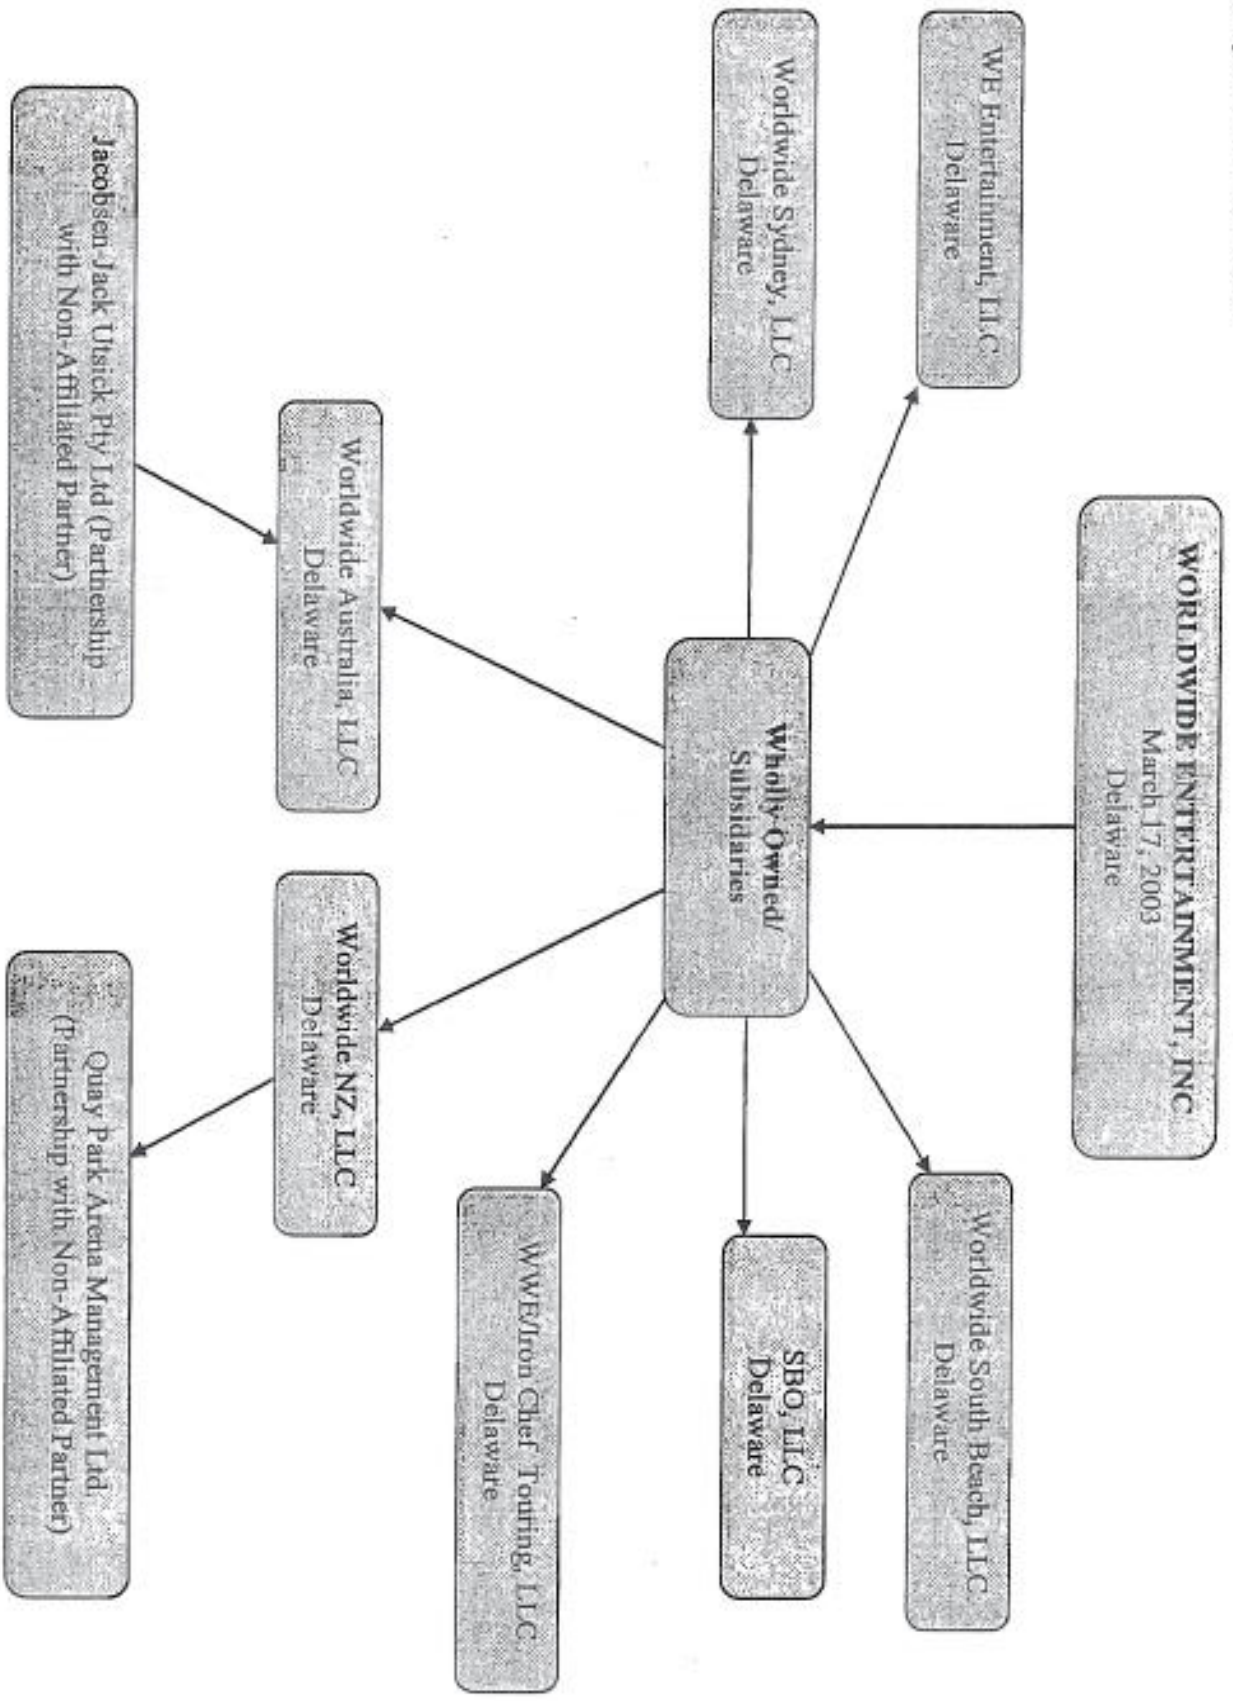 WORLDWIDE ENTERTAINMENT, INC
March 17, 2003
Delaware
WE Entertainment, LLC
Delaware
Worldwide South Beach, LLC.
Delaware
Worldwide Sydney, LLC
Delaware
Wholly-Owned/
Subsidaries
SBO, LLC
Delaware
WWE/Iron Chef Touring, LLC
Delaware
Worldwide Australia, LLC
Delaware
Worldwide NZ, LLC
Delaware
Jacobsen-Jack Utsick Pty Ltd (Partnership
with Non-Affiliated Partner)
Quay Park Arena Management Ltd.
(Partnership with Non-Affiliated Partner)